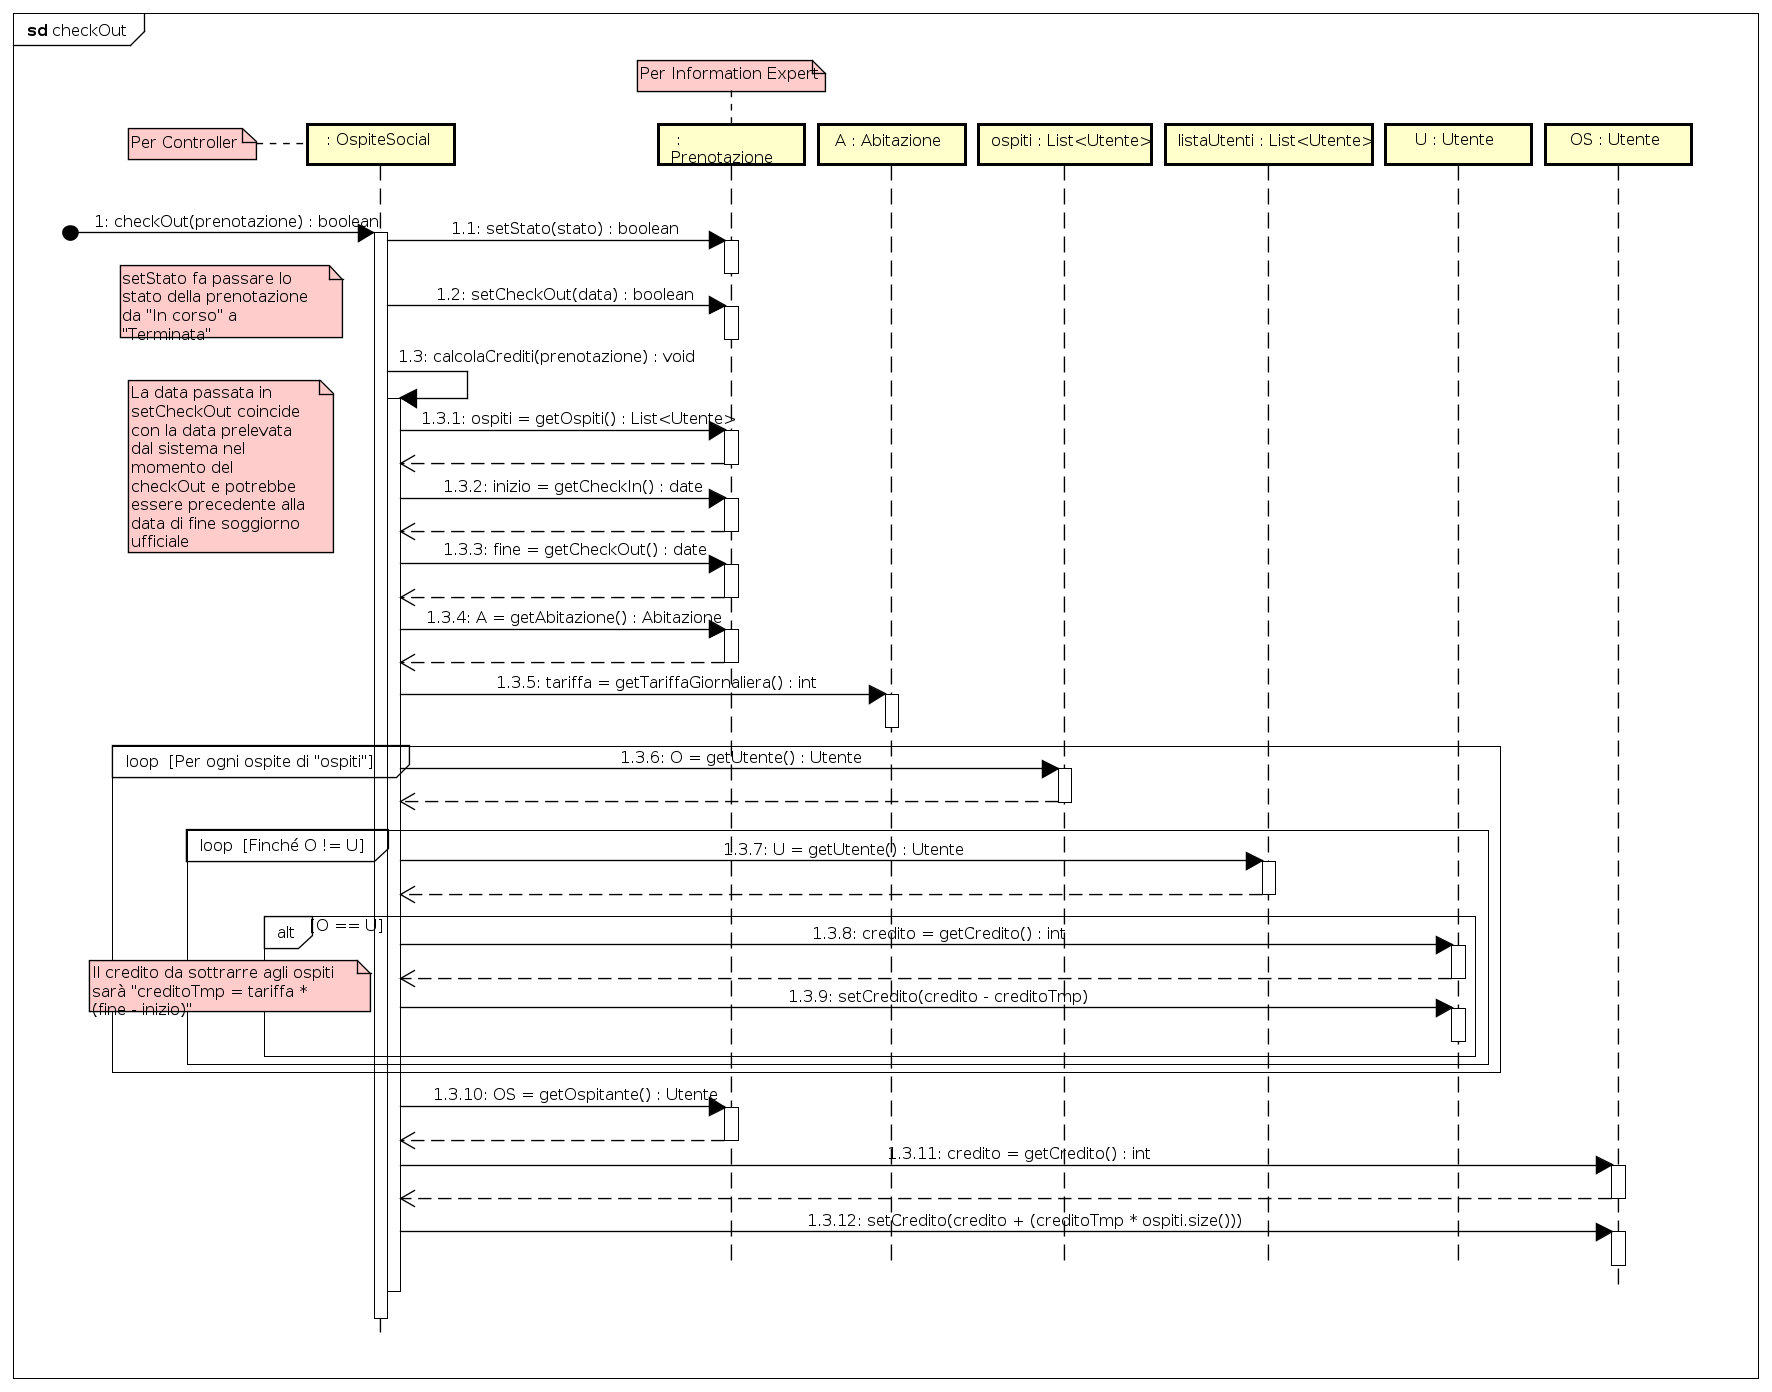 sd checkOut
Per Information Expert
Per Controller
: OspiteSocial
:
Prenotazione
A : Abitazione
ospiti : List<Utente>
listaUtenti : List<Utente>
U : Utente
OS : Utente
1: checkOut(prenotazione) : boolean
1.1: setStato(stato) : boolean
setStato fa passare lo
stato della prenotazione
da "In corso" a
"Terminata"
1.2: setCheckOut(data) : boolean
1.3: calcolaCrediti(prenotazione) : void
La data passata in
setCheckOut coincide
con la data prelevata
dal sistema nel
momento del
checkOut e potrebbe
essere precedente alla
data di fine soggiorno
ufficiale
1.3.1: ospiti = getOspiti() : List<Utente>
1.3.2: inizio = getCheckIn() : date
1.3.3: fine = getCheckOut() : date
1.3.4: A = getAbitazione() : Abitazione
1.3.5: tariffa = getTariffaGiornaliera() : int
loop [Per ogni ospite di "ospiti"]
1.3.6: O = getUtente() : Utente
loop [Finché O != U]
1.3.7: U = getUtente() : Utente
alt [O == U]
1.3.8: credito = getCredito() : int
Il credito da sottrarre agli ospiti
sarà "creditoTmp = tariffa *
(fine - inizio)"
1.3.9: setCredito(credito - creditoTmp)
1.3.10: OS = getOspitante() : Utente
1.3.11: credito = getCredito() : int
1.3.12: setCredito(credito + (creditoTmp * ospiti.size()))